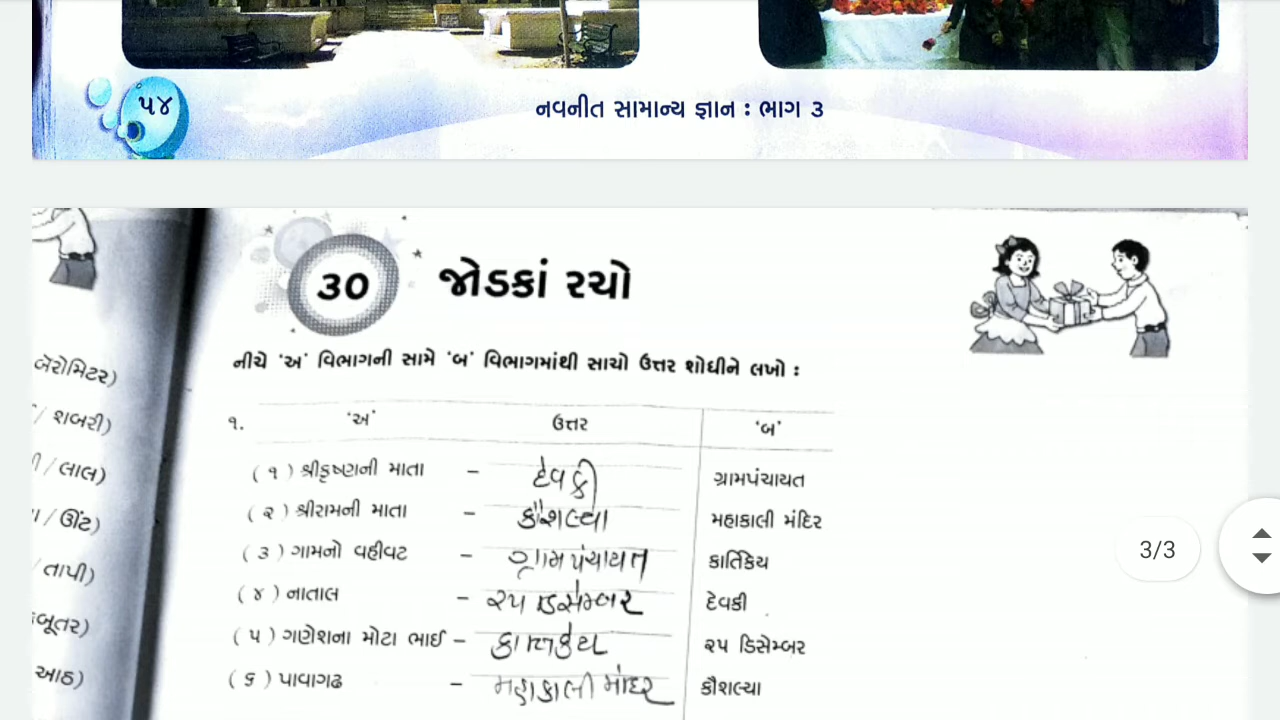 ૫૪
નવનીત સામાન્ય જ્ઞાન : ભાગ ૩
30 જોડકાં રચો
નીચે 'અ' વિભાગની સામે 'બ' વિભાગમાંથી સાચો ઉત્તર શોધીને લખો :
૧. 'અ' ઉત્તર 'બ'
(૧) શ્રીકૃષ્ણની માતા – દેવકી ગ્રામપંચાયત
(૨) શ્રીરામની માતા – કૌશલ્યા મહાકાલી મંદિર
(૩) ગામનો વહીવટ – ગ્રામપંચાયત કાર્તિકેય
(૪) નાતાલ – ૨૫ ડિસેમ્બર દેવકી
(૫) ગણેશના મોટા ભાઈ – કાર્તિકેય ૨૫ ડિસેમ્બર
(૬) પાવાગઢ – મહાકાલી મંદિર કૌશલ્યા
બૅરોમિટર)
/ શબરી)
/ લાલ)
/ ઊંટ)
/ તાપી)
આઠ)
3/3